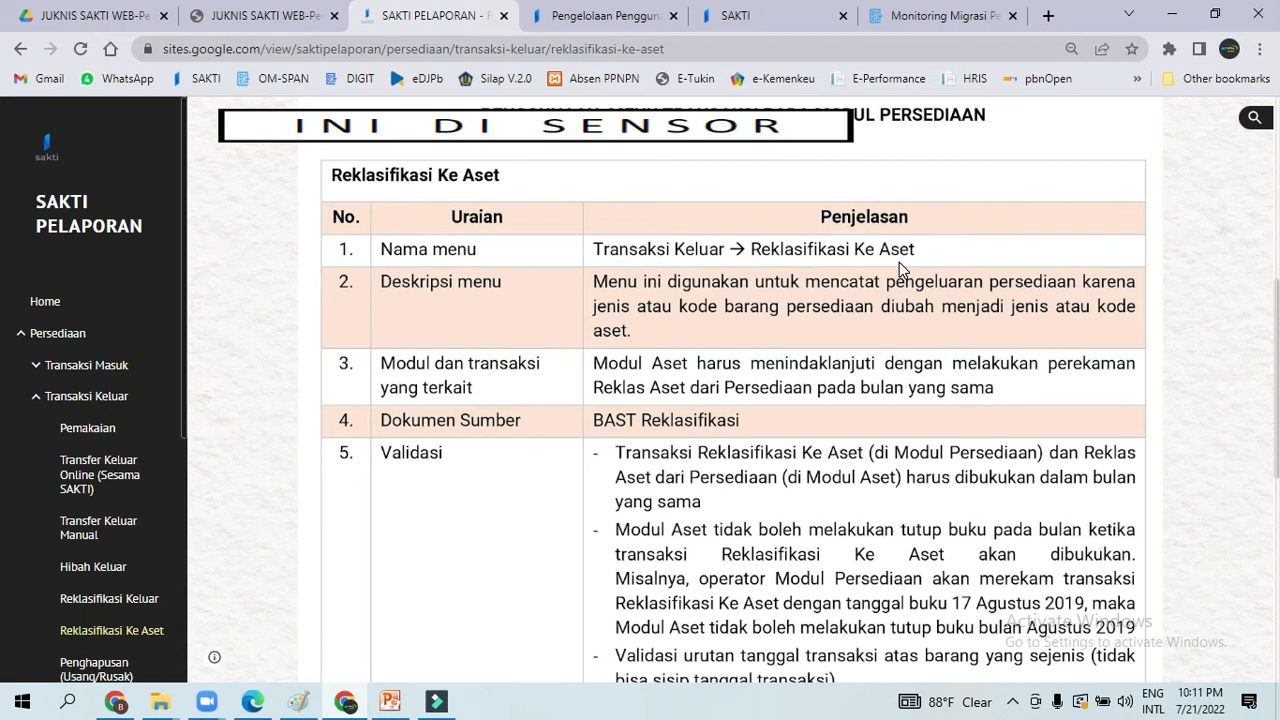 JUKNIS SAKTI WEB-Pe
JUKNIS SAKTI WEB-Pe
SAKTI PELAPORAN -
Pengelolaan Penggun
SAKTI
Monitoring Migrasi Pe
sites.google.com/view/saktipelaporan/persediaan/transaksi-keluar/reklasifikasi-ke-aset
Gmail WhatsApp SAKTI OM-SPAN DIGIT eDJPb Silap V.2.0 Absen PPNPN E-Tukin e-Kemenkeu E-Performance HRIS pbnOpen Other bookmarks
INI DI SENSOR
UL PERSEDIAAN
sakti
SAKTI
PELAPORAN
Home
Persediaan
Transaksi Masuk
Transaksi Keluar
Pemakaian
Transfer Keluar
Online (Sesama
SAKTI)
Transfer Keluar
Manual
Hibah Keluar
Reklasifikasi Keluar
Reklasifikasi Ke Aset
Penghapusan
(Usang/Rusak)
Reklasifikasi Ke Aset
No. Uraian Penjelasan
1. Nama menu Transaksi Keluar → Reklasifikasi Ke Aset
2. Deskripsi menu Menu ini digunakan untuk mencatat pengeluaran persediaan karena
jenis atau kode barang persediaan diubah menjadi jenis atau kode
aset.
3. Modul dan transaksi Modul Aset harus menindaklanjuti dengan melakukan perekaman
yang terkait Reklas Aset dari Persediaan pada bulan yang sama
4. Dokumen Sumber BAST Reklasifikasi
5. Validasi - Transaksi Reklasifikasi Ke Aset (di Modul Persediaan) dan Reklas
Aset dari Persediaan (di Modul Aset) harus dibukukan dalam bulan
yang sama
- Modul Aset tidak boleh melakukan tutup buku pada bulan ketika
transaksi Reklasifikasi Ke Aset akan dibukukan.
Misalnya, operator Modul Persediaan akan merekam transaksi
Reklasifikasi Ke Aset dengan tanggal buku 17 Agustus 2019, maka
Modul Aset tidak boleh melakukan tutup buku bulan Agustus 2019
- Validasi urutan tanggal transaksi atas barang yang sejenis (tidak
bisa sisip tanggal transaksi)
Activate Windows
Go to Settings to activate Windows.
88°F Clear
ENG
INTL
10:11 PM
7/21/2022